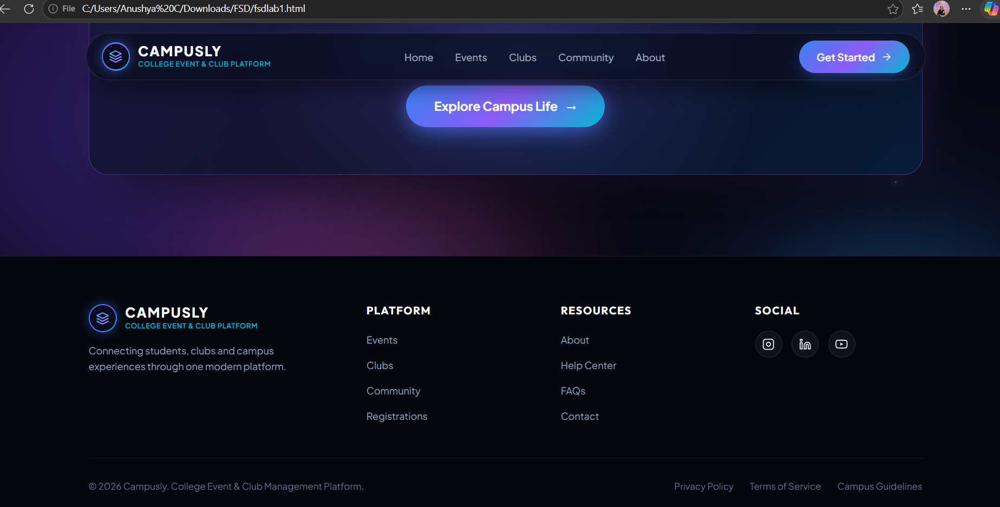 File C:/Users/Anushya%20C/Downloads/FSD/fsdlab1.html
CAMPUSLY
COLLEGE EVENT & CLUB PLATFORM
Home Events Clubs Community About
Get Started →
Explore Campus Life →
CAMPUSLY
COLLEGE EVENT & CLUB PLATFORM
Connecting students, clubs and campus
experiences through one modern platform.
PLATFORM
Events
Clubs
Community
Registrations
RESOURCES
About
Help Center
FAQs
Contact
SOCIAL
© 2026 Campusly. College Event & Club Management Platform.
Privacy Policy Terms of Service Campus Guidelines